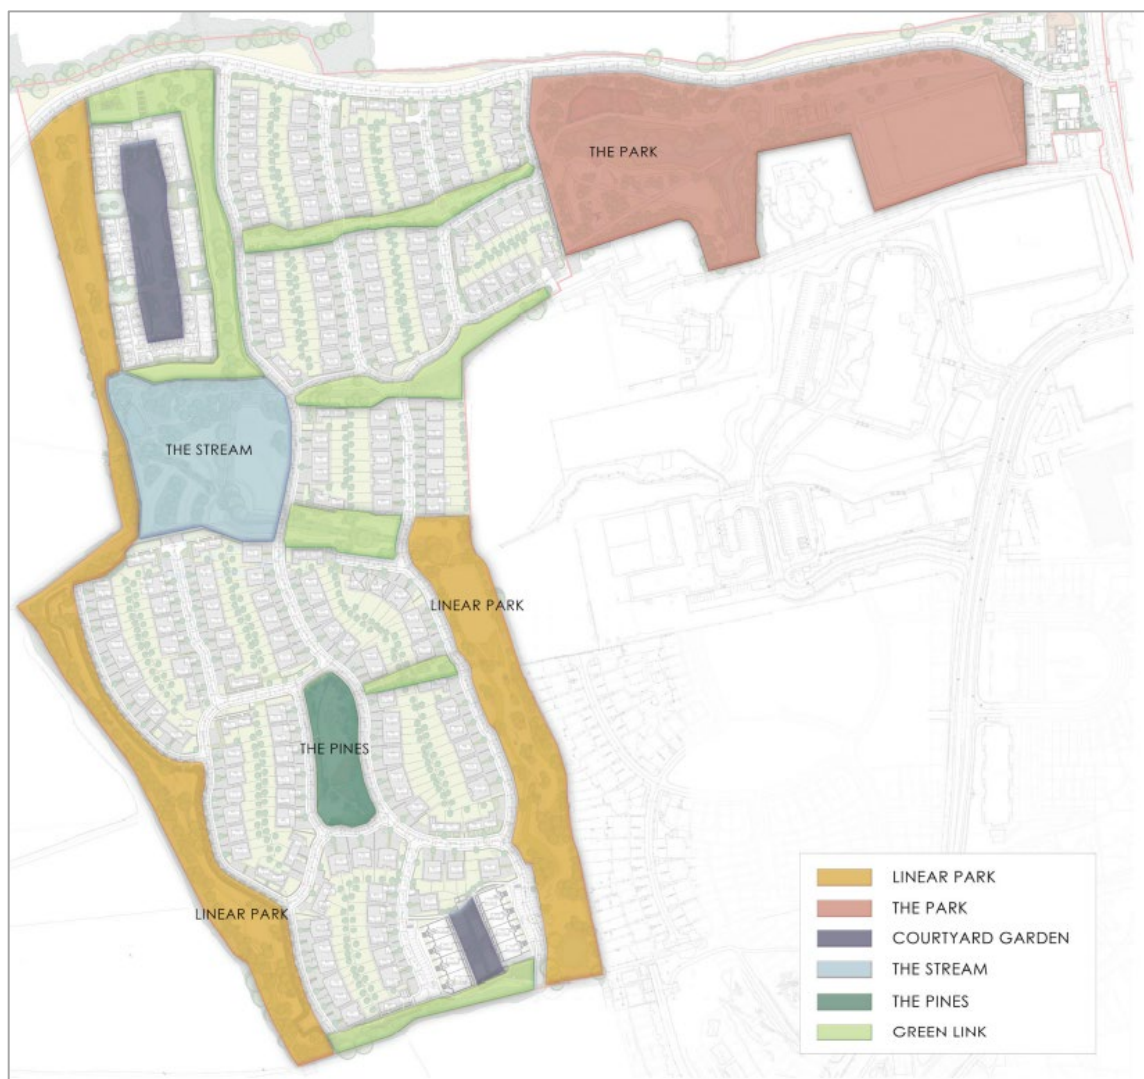 THE PARK
THE STREAM
LINEAR PARK
THE PINES
LINEAR PARK
LINEAR PARK
THE PARK
COURTYARD GARDEN
THE STREAM
THE PINES
GREEN LINK